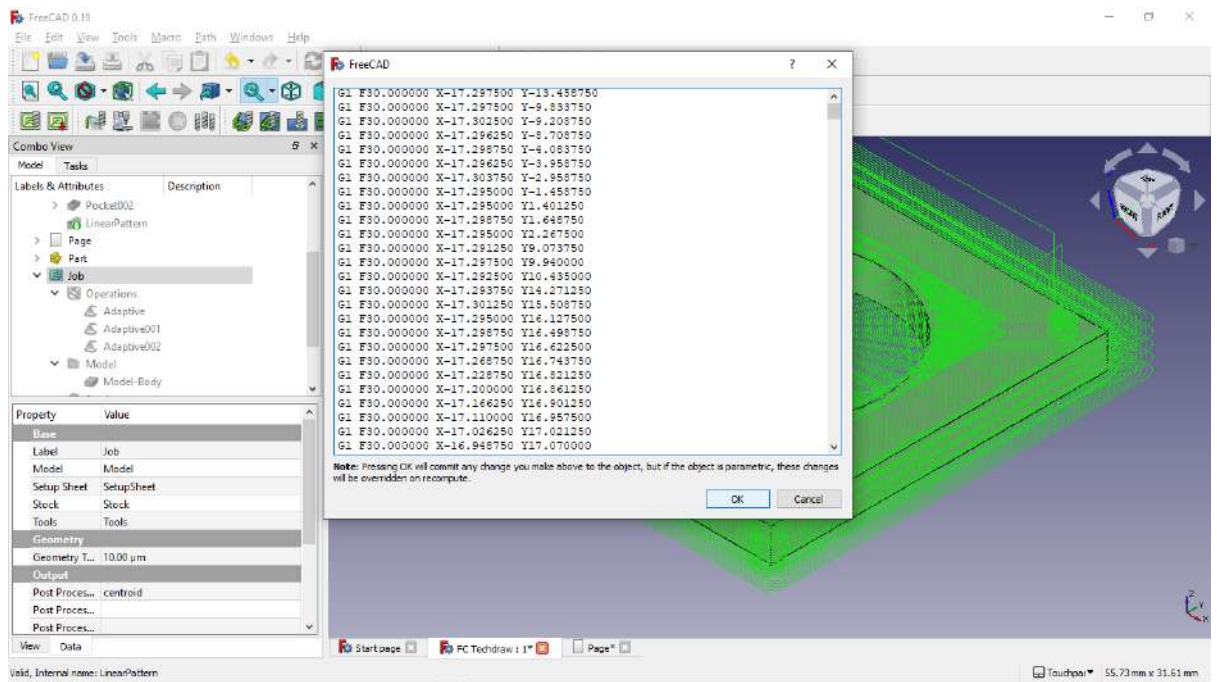 FreeCAD 0.19
File Edit View Tools Macro Path Windows Help
FreeCAD
? ×
G1 F30.000000 X-17.297500 Y-13.458750
G1 F30.000000 X-17.297500 Y-9.833750
G1 F30.000000 X-17.302500 Y-9.208750
G1 F30.000000 X-17.296250 Y-8.708750
G1 F30.000000 X-17.298750 Y-4.083750
G1 F30.000000 X-17.296250 Y-3.958750
G1 F30.000000 X-17.303750 Y-2.958750
G1 F30.000000 X-17.295000 Y-1.458750
G1 F30.000000 X-17.295000 Y1.401250
G1 F30.000000 X-17.298750 Y1.648750
G1 F30.000000 X-17.295000 Y2.267500
G1 F30.000000 X-17.291250 Y9.073750
G1 F30.000000 X-17.297500 Y9.940000
G1 F30.000000 X-17.292500 Y10.435000
G1 F30.000000 X-17.293750 Y14.271250
G1 F30.000000 X-17.301250 Y15.508750
G1 F30.000000 X-17.295000 Y16.127500
G1 F30.000000 X-17.298750 Y16.498750
G1 F30.000000 X-17.297500 Y16.622500
G1 F30.000000 X-17.268750 Y16.743750
G1 F30.000000 X-17.228750 Y16.821250
G1 F30.000000 X-17.200000 Y16.861250
G1 F30.000000 X-17.166250 Y16.901250
G1 F30.000000 X-17.110000 Y16.957500
G1 F30.000000 X-17.026250 Y17.021250
G1 F30.000000 X-16.948750 Y17.070000
Note: Pressing OK will commit any change you make above to the object, but if the object is parametric, these changes
will be overridden on recompute.
OK Cancel
Combo View
Model Tasks
Labels & Attributes Description
Pocket002
LinearPattern
Page
Part
Job
Operations
Adaptive
Adaptive001
Adaptive002
Model
Model-Body
Property Value
Base
Label Job
Model Model
Setup Sheet SetupSheet
Stock Stock
Tools Tools
Geometry
Geometry T... 10.00 µm
Output
Post Proces... centroid
Post Proces...
Post Proces...
View Data
Start page
FC Techdraw : 1*
Page*
Valid, Internal name: LinearPattern
Touchpar 55.73 mm x 31.61 mm
Z
Y
X